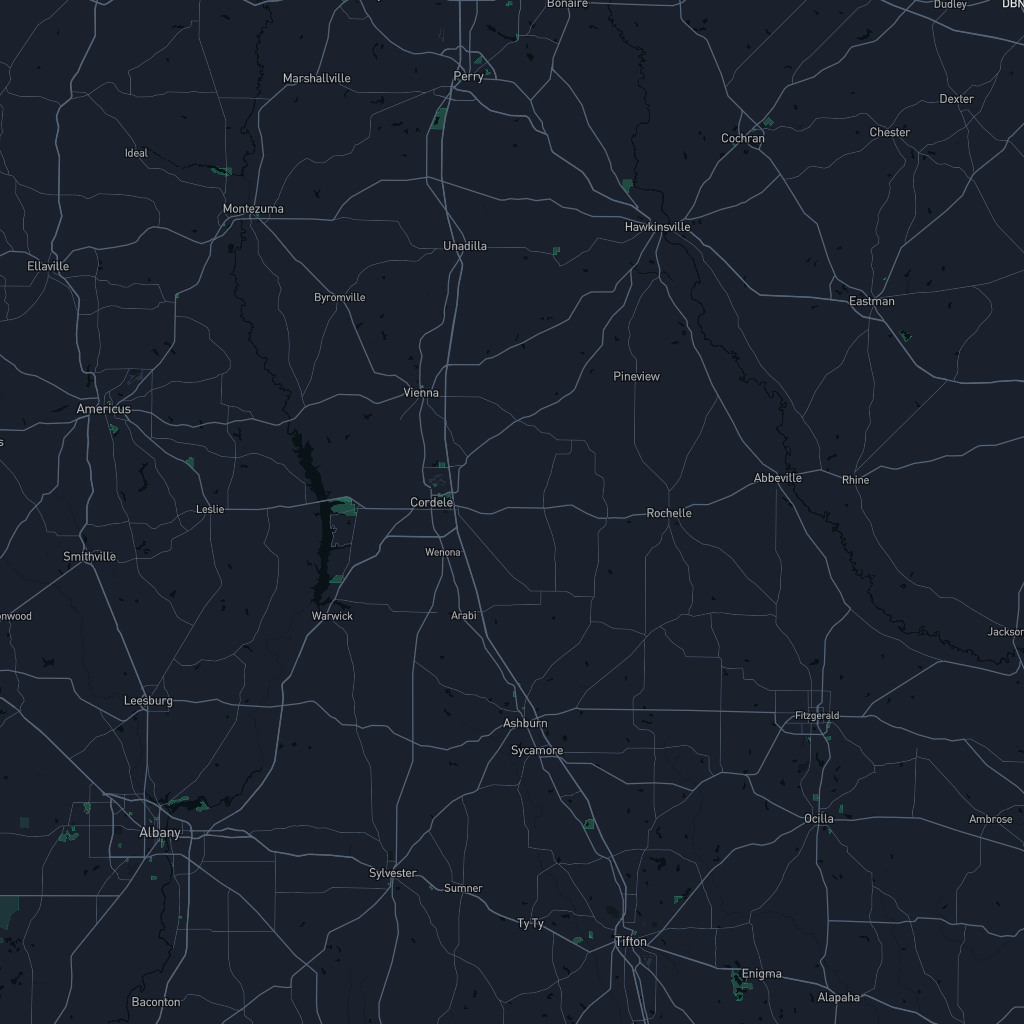 Bonaire
Dudley
DBN
Marshallville
Perry
Dexter
Chester
Cochran
Ideal
Montezuma
Hawkinsville
Unadilla
Ellaville
Byromville
Eastman
Pineview
Vienna
Americus
s
Abbeville
Rhine
Cordele
Leslie
Rochelle
Wenona
Smithville
onwood
Warwick
Arabi
Jackson
Leesburg
Ashburn
Fitzgerald
Sycamore
Albany
Ocilla
Ambrose
Sylvester
Sumner
Ty Ty
Tifton
Enigma
Alapaha
Baconton